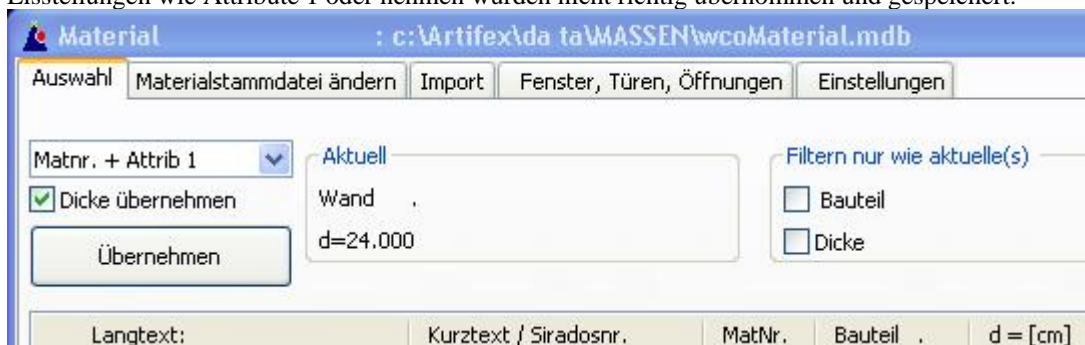 wie Attribute 1 oder nehmen wurden nicht richtig übernommen und gespeichert.
Material : c:\Artifex\da ta\MASSEN\wcoMaterial.mdb
Auswahl Materialstammdatei ändern Import Fenster, Türen, Öffnungen Einstellungen
Matnr. + Attrib 1 Aktuell Filtern nur wie aktuelle(s)
Dicke übernehmen Wand . Bauteil
Übernehmen d=24.000 Dicke
Langtext: Kurztext / Siradosnr. MatNr. Bauteil . d = [cm]